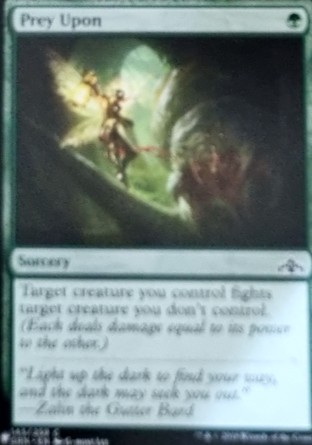 Prey Upon
Sorcery
Target creature you control fights
target creature you don't control.
(Each deals damage equal to its power
to the other.)
"Light up the dark to find your way,
and the dark may seek you out."
—Zalin the Gutter Bard